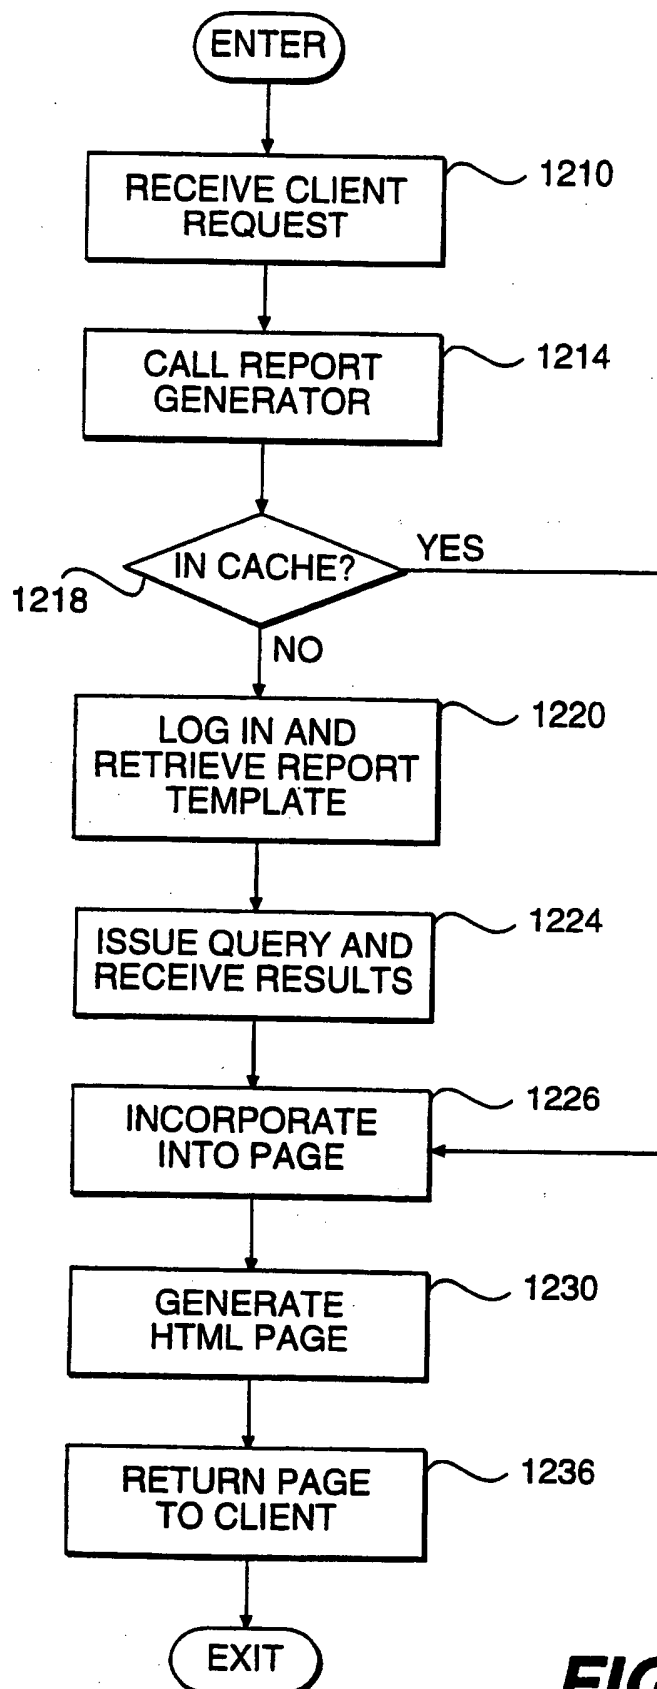 ENTER
RECEIVE CLIENT
REQUEST
1210
CALL REPORT
GENERATOR
1214
IN CACHE?
YES
1218
NO
LOG IN AND
RETRIEVE REPORT
TEMPLATE
1220
ISSUE QUERY AND
RECEIVE RESULTS
1224
INCORPORATE
INTO PAGE
1226
GENERATE
HTML PAGE
1230
RETURN PAGE
TO CLIENT
1236
EXIT
FIG